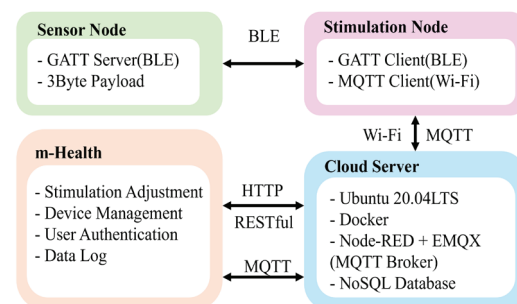 Sensor Node
- GATT Server(BLE)
- 3Byte Payload
BLE
Stimulation Node
- GATT Client(BLE)
- MQTT Client(Wi-Fi)
Wi-Fi
MQTT
m-Health
- Stimulation Adjustment
- Device Management
- User Authentication
- Data Log
HTTP
RESTful
MQTT
Cloud Server
- Ubuntu 20.04LTS
- Docker
- Node-RED + EMQX
(MQTT Broker)
- NoSQL Database